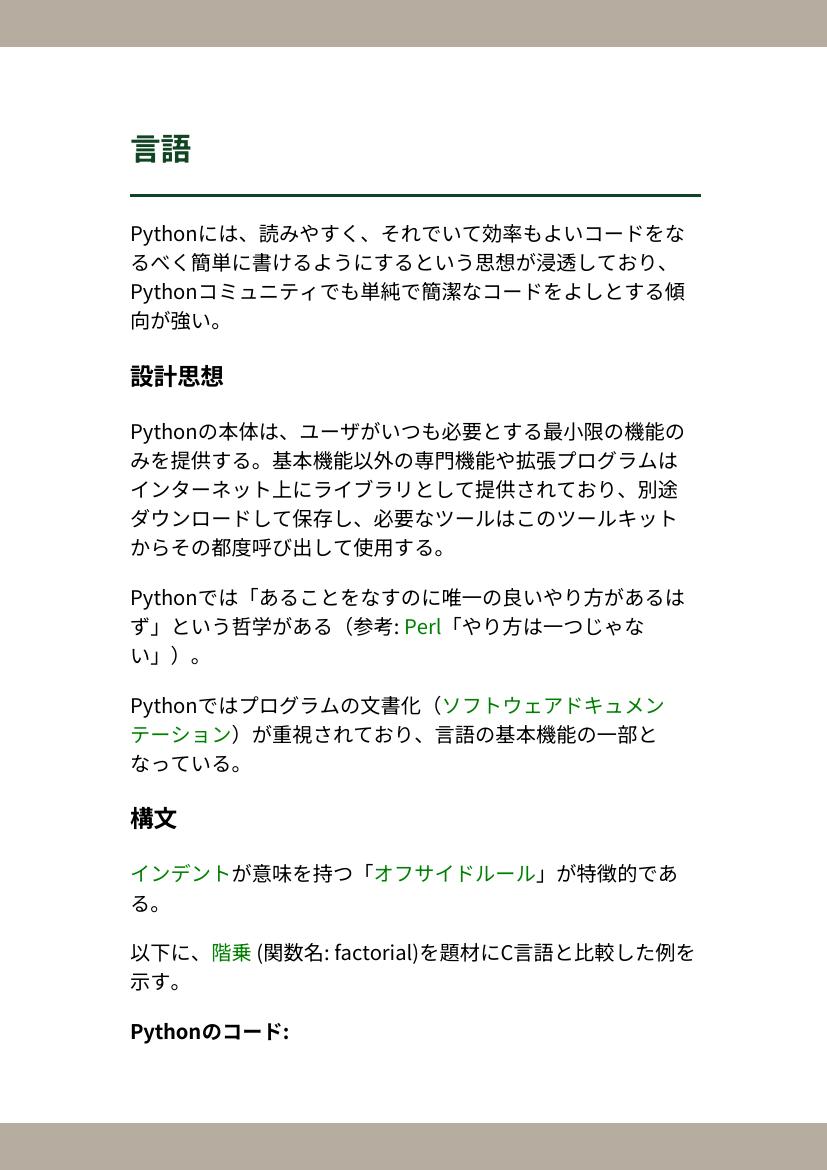 言語
Pythonには、読みやすく、それでいて効率もよいコードをな
るべく簡単に書けるようにするという思想が浸透しており、
Pythonコミュニティでも単純で簡潔なコードをよしとする傾
向が強い。
設計思想
Pythonの本体は、ユーザがいつも必要とする最小限の機能の
みを提供する。基本機能以外の専門機能や拡張プログラムは
インターネット上にライブラリとして提供されており、別途
ダウンロードして保存し、必要なツールはこのツールキット
からその都度呼び出して使用する。
Pythonでは「あることをなすのに唯一の良いやり方があるは
ず」という哲学がある（参考: Perl「やり方は一つじゃな
い」）。
Pythonではプログラムの文書化（ソフトウェアドキュメン
テーション）が重視されており、言語の基本機能の一部と
なっている。
構文
インデントが意味を持つ「オフサイドルール」が特徴的であ
る。
以下に、階乗 (関数名: factorial)を題材にC言語と比較した例を
示す。
Pythonのコード: